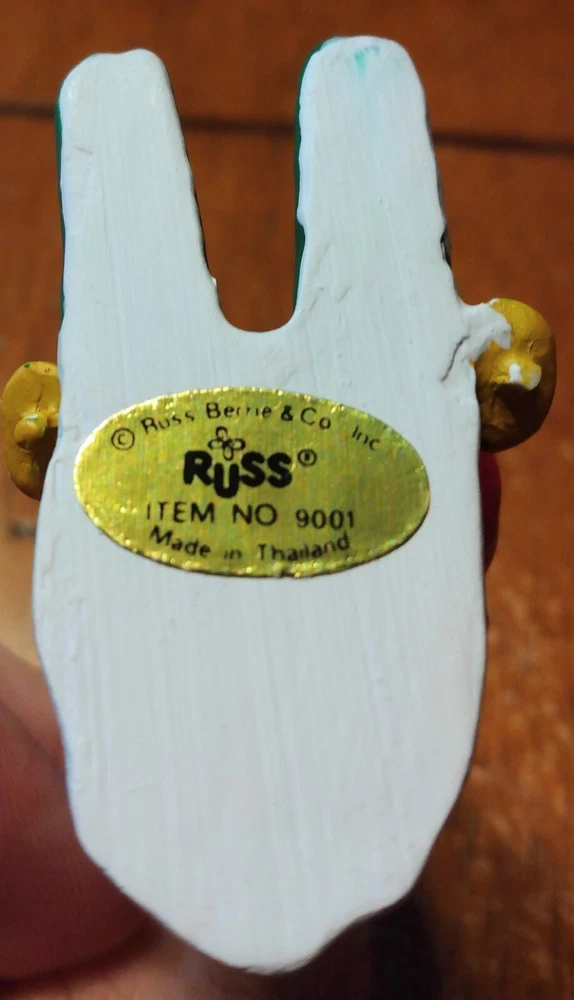 © Russ Berrie & Co. Inc
RUSS®
ITEM NO 9001
Made in Thailand